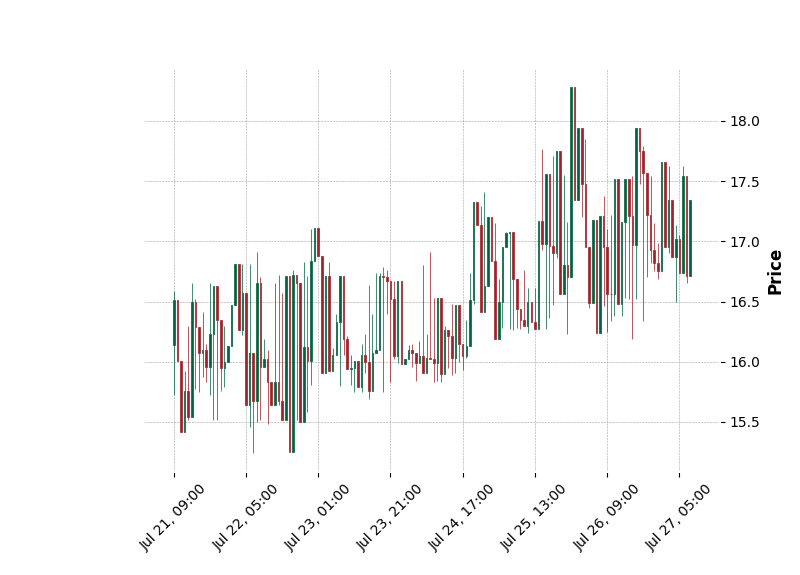 18.0
17.5
17.0
16.5
16.0
15.5
Price
Jul 21, 09:00
Jul 22, 05:00
Jul 23, 01:00
Jul 23, 21:00
Jul 24, 17:00
Jul 25, 13:00
Jul 26, 09:00
Jul 27, 05:00